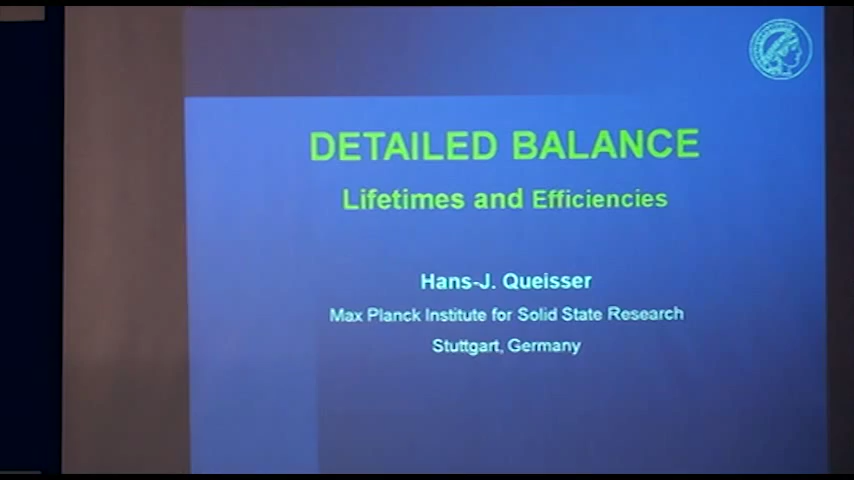 DETAILED BALANCE
Lifetimes and Efficiencies
Hans-J. Queisser
Max Planck Institute for Solid State Research
Stuttgart, Germany